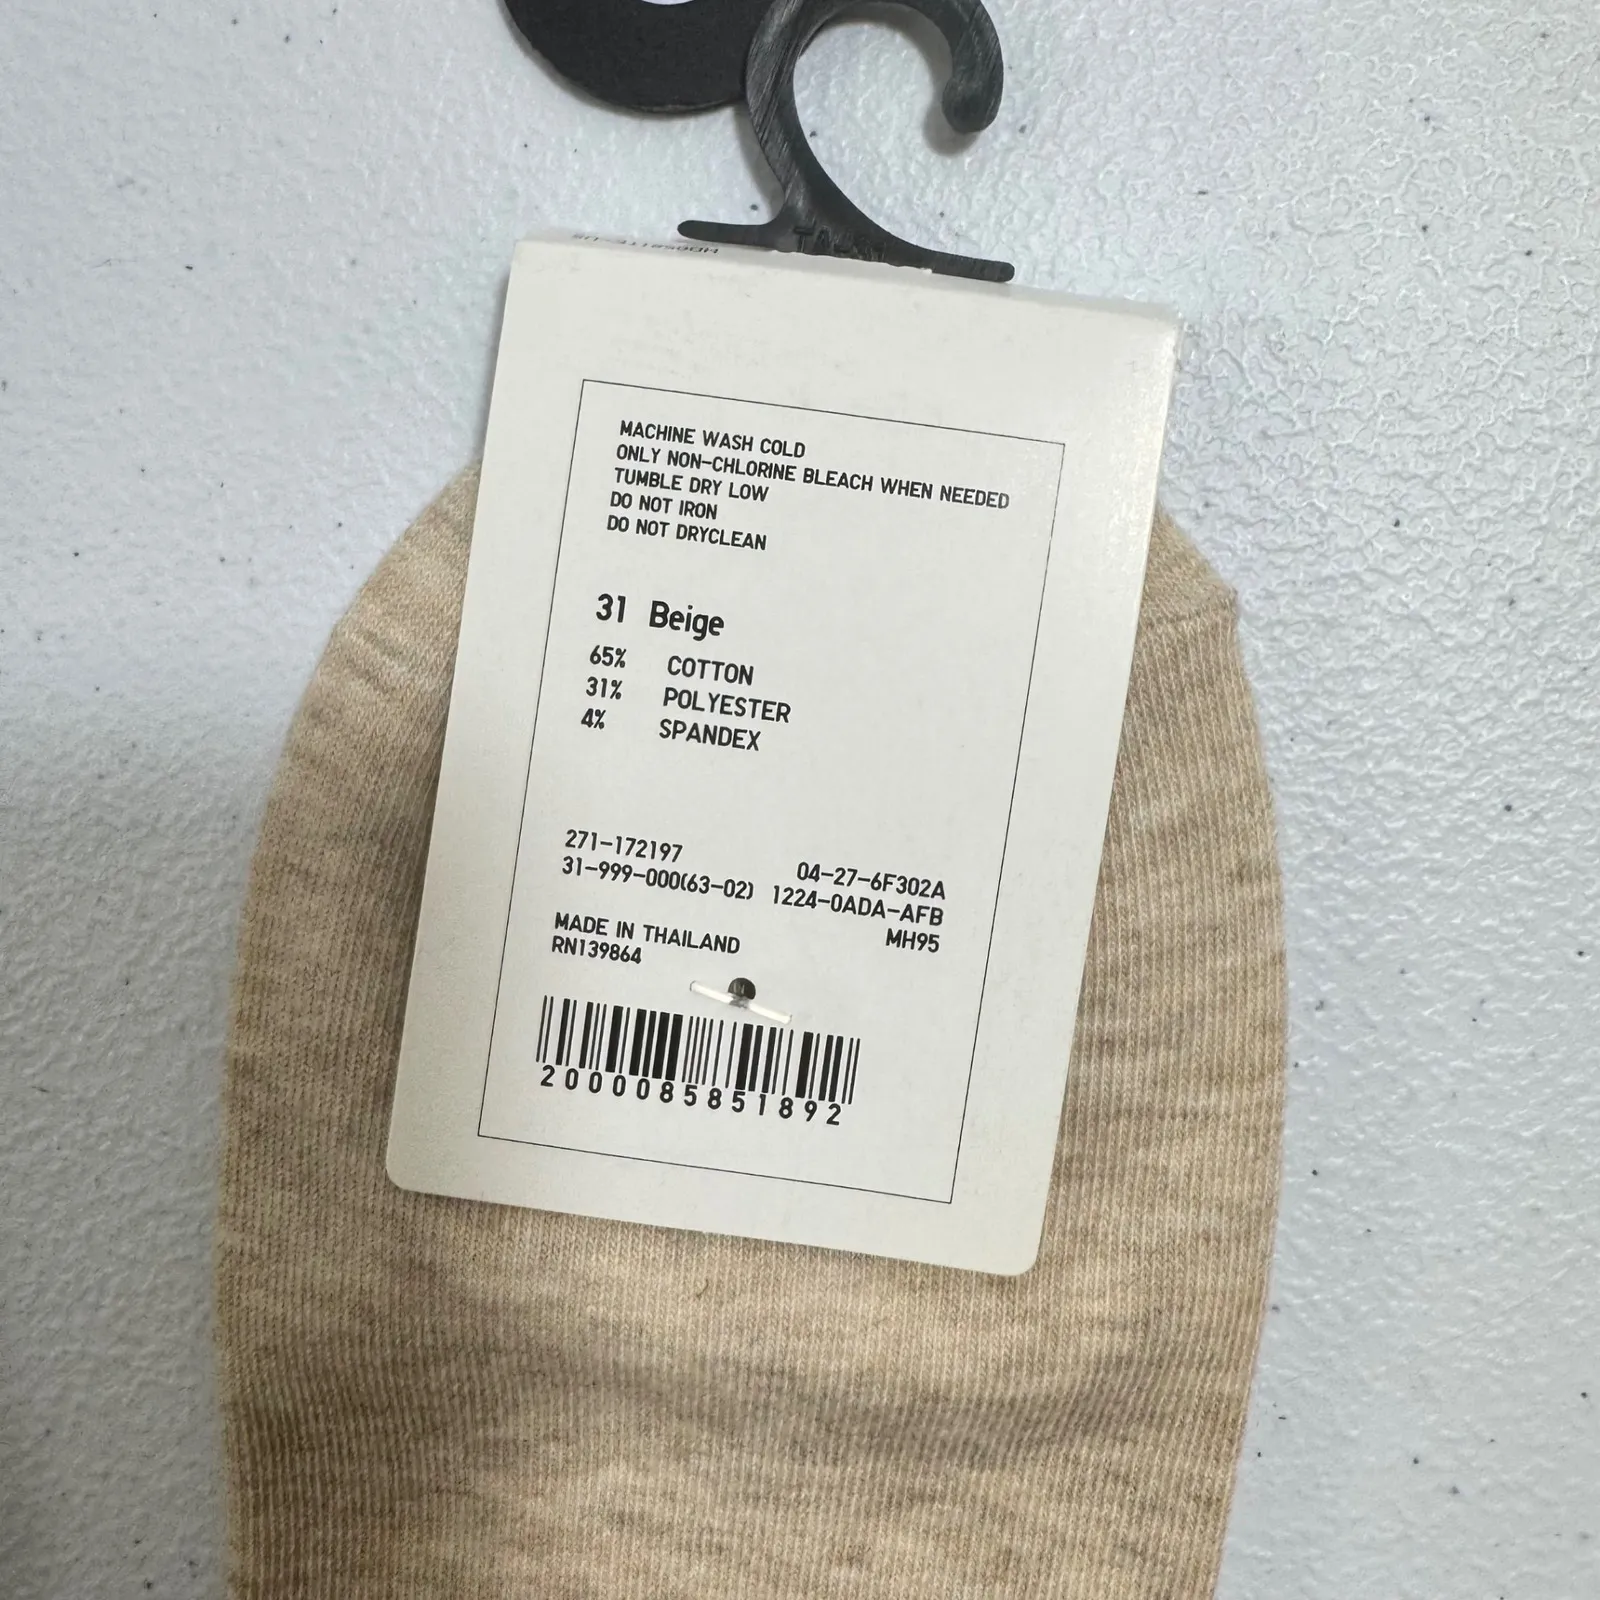 MACHINE WASH COLD
ONLY NON-CHLORINE BLEACH WHEN NEEDED
TUMBLE DRY LOW
DO NOT IRON
DO NOT DRYCLEAN
31 Beige
65% COTTON
31% POLYESTER
4% SPANDEX
271-172197 04-27-6F302A
31-999-000(63-02) 1224-0ADA-AFB
MH95
MADE IN THAILAND
RN139864
2000085851892